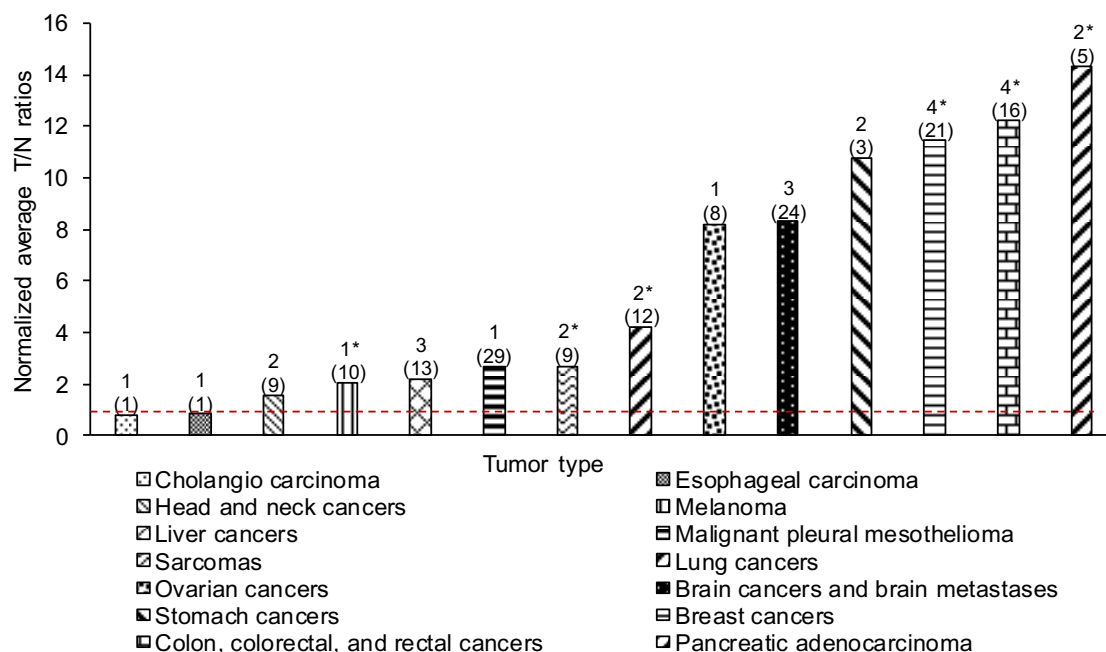 Normalized average T/N ratios
16
14
12
10
8
6
4
2
0
1
(1)
1
(1)
2
(9)
1*
(10)
3
(13)
1
(29)
2*
(9)
2*
(12)
1
(8)
3
(24)
2
(3)
4*
(21)
4*
(16)
2*
(5)
Tumor type
Cholangio carcinoma
Esophageal carcinoma
Head and neck cancers
Melanoma
Liver cancers
Malignant pleural mesothelioma
Sarcomas
Lung cancers
Ovarian cancers
Brain cancers and brain metastases
Stomach cancers
Breast cancers
Colon, colorectal, and rectal cancers
Pancreatic adenocarcinoma